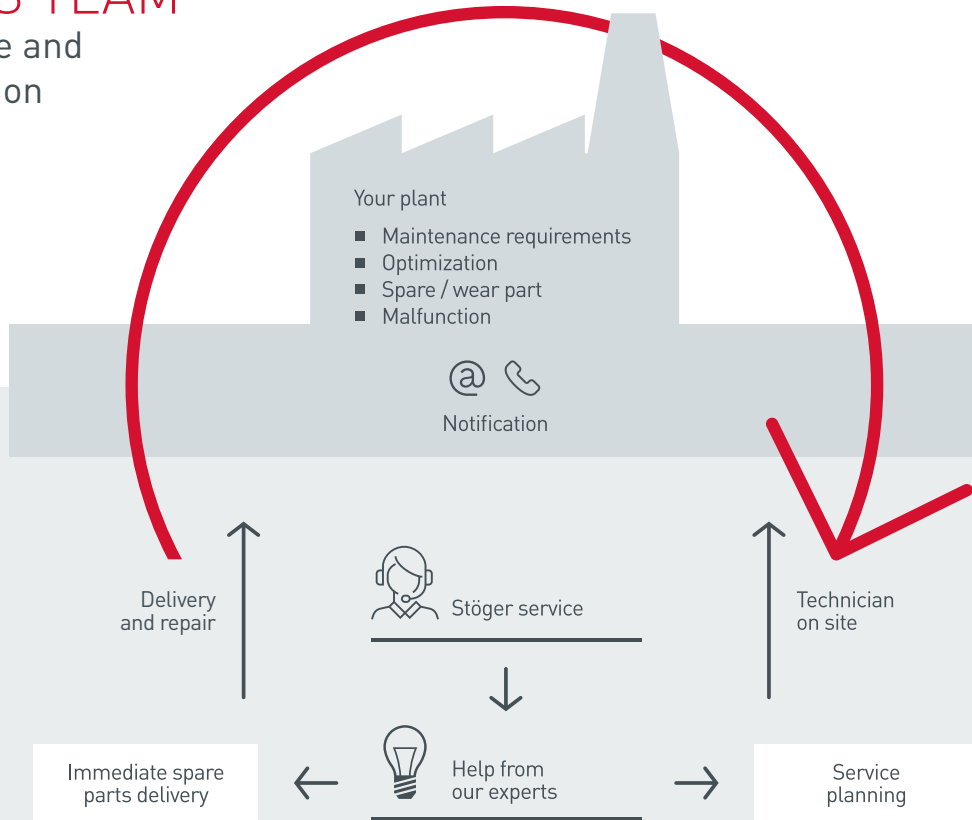 TEAM
and
on
Your plant
■ Maintenance requirements
■ Optimization
■ Spare / wear part
■ Malfunction
@
Notification
Delivery
and repair
Stöger service
Technician
on site
Immediate spare
parts delivery
Help from
our experts
Service
planning